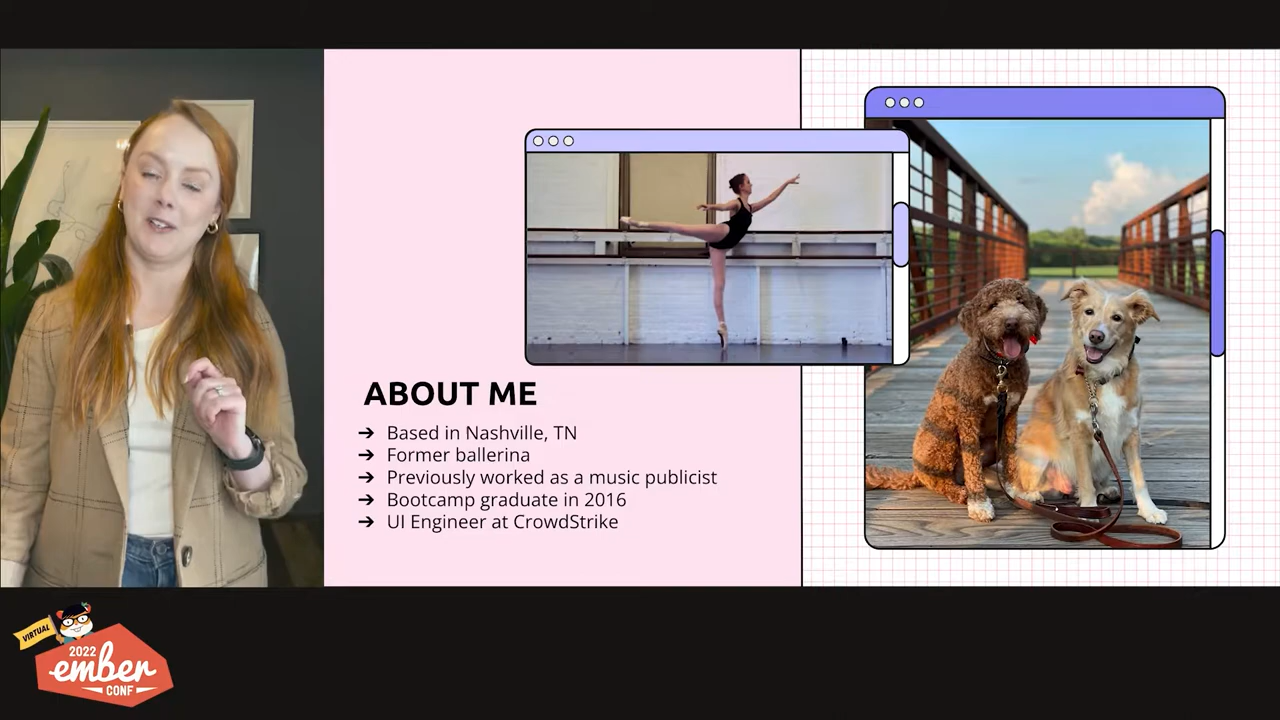 ABOUT ME
➔ Based in Nashville, TN
➔ Former ballerina
➔ Previously worked as a music publicist
➔ Bootcamp graduate in 2016
➔ UI Engineer at CrowdStrike
VIRTUAL
2022
ember
CONF